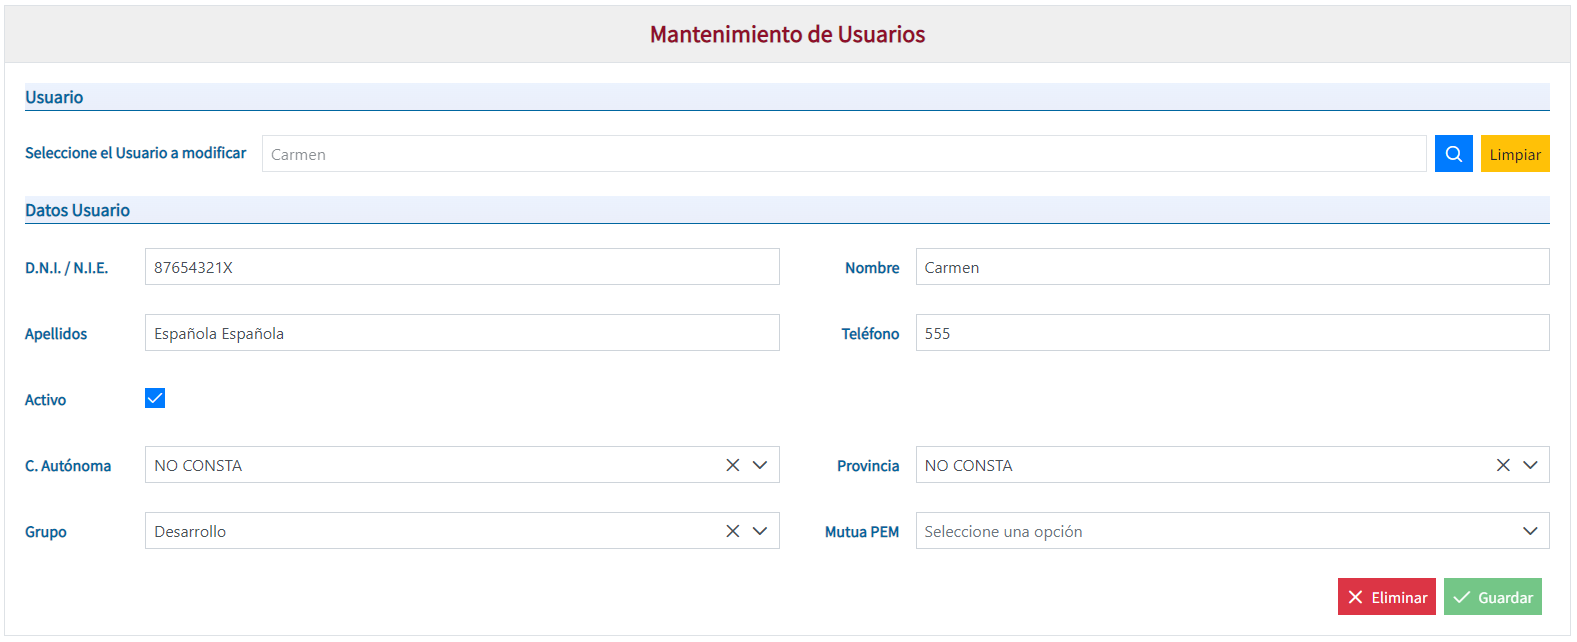 Mantenimiento de Usuarios
Usuario
Seleccione el Usuario a modificar Carmen Limpiar
Datos Usuario
D.N.I. / N.I.E. 87654321X Nombre Carmen
Apellidos Española Española Teléfono 555
Activo
C. Autónoma NO CONSTA Provincia NO CONSTA
Grupo Desarrollo Mutua PEM Seleccione una opción
Eliminar Guardar